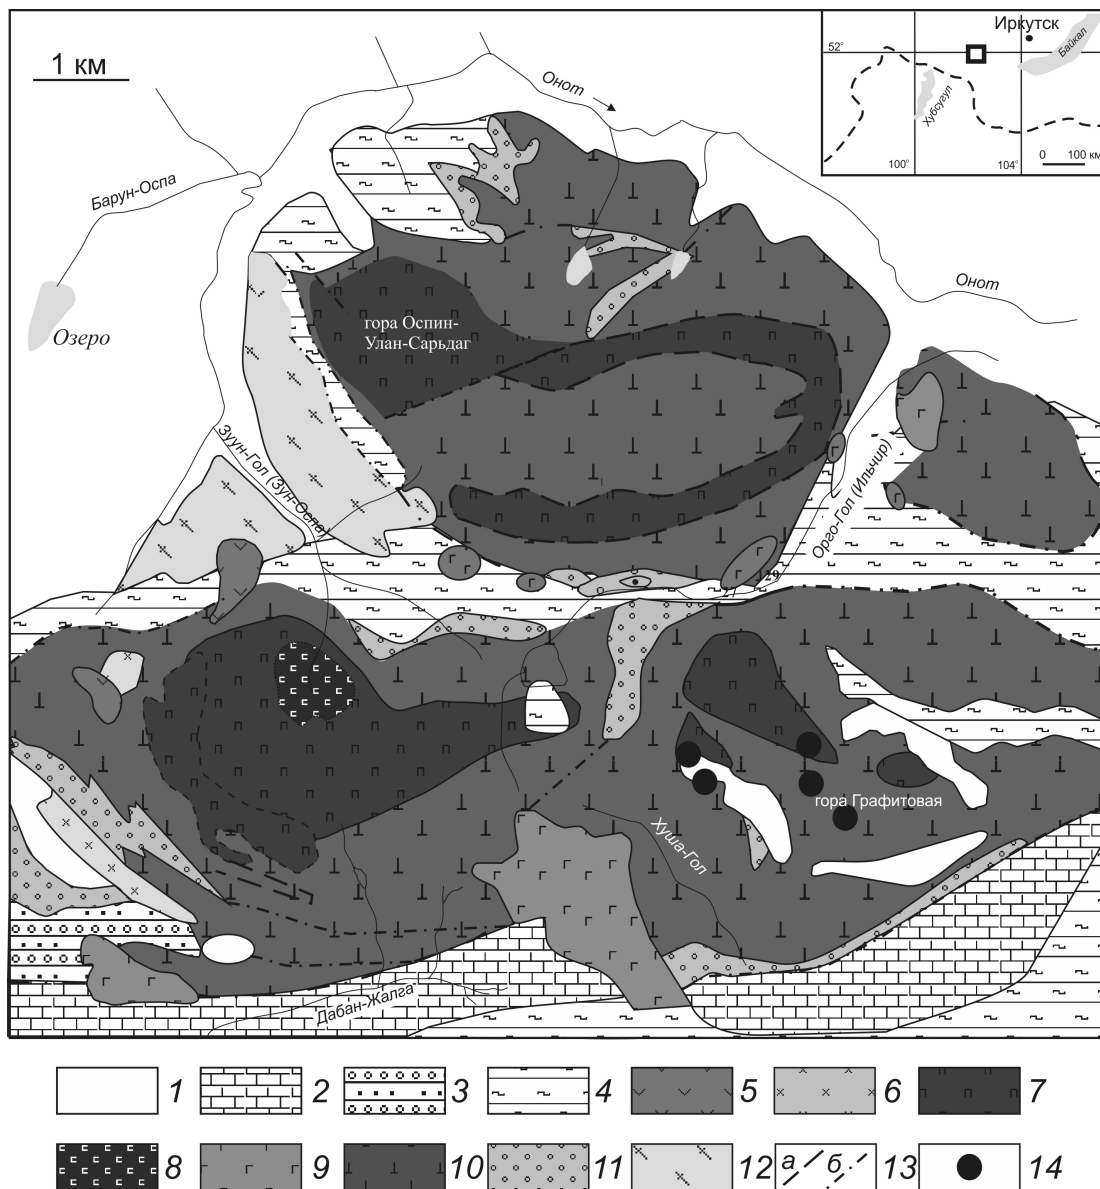 1 км
Иркутск
Байкал
52°
Хубсугул
100°
104°
0 100 км
Онот
Барун-Оспа
Онот
Озеро
гора Оспин-
Улан-Сарьдаг
Зуун-Гол (Зун-Оспа)
Орго-Гол (Ильчир)
129
гора Графитовая
Хуша-Гол
Дабан-Жалга
1 2 3 4 5 6 7
8 9 10 11 12 а б 13 14